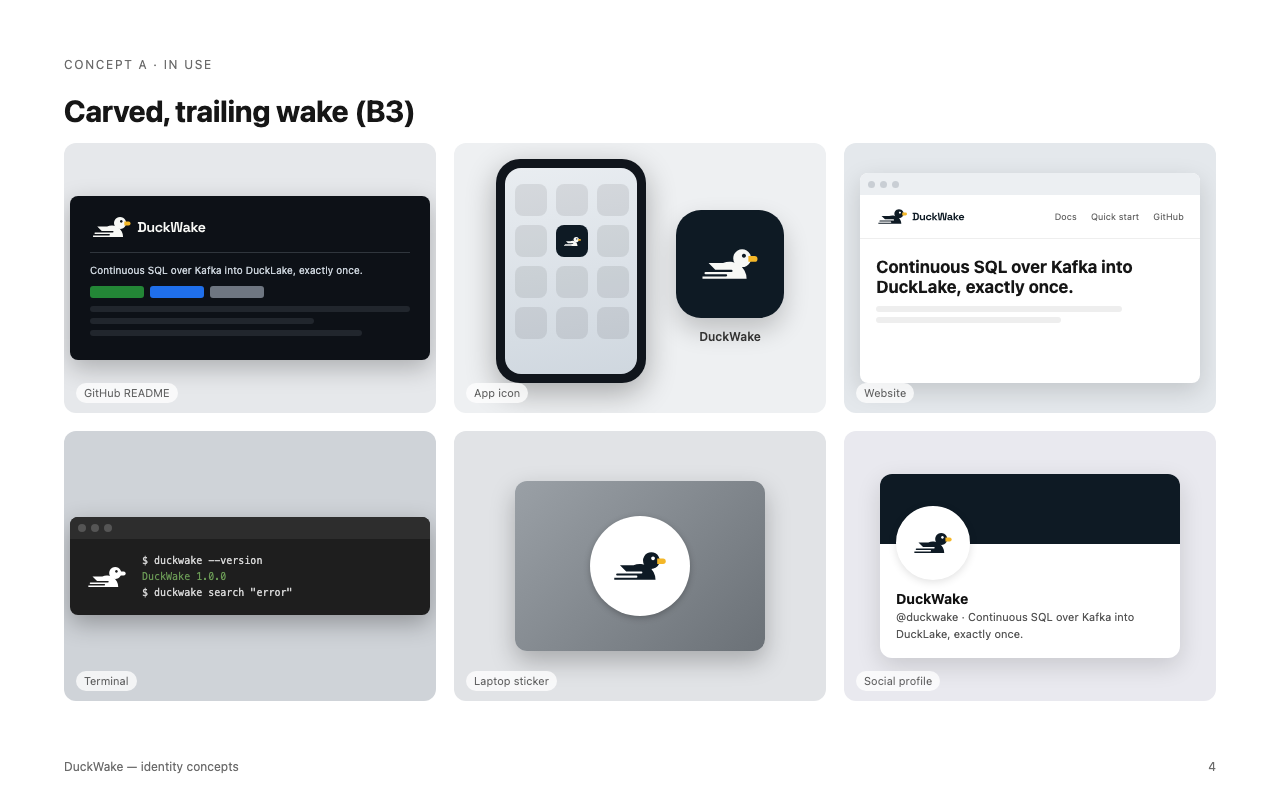 CONCEPT A · IN USE
Carved, trailing wake (B3)
DuckWake
Continuous SQL over Kafka into DuckLake, exactly once.
GitHub README
DuckWake
App icon
DuckWake
Docs
Quick start
GitHub
Continuous SQL over Kafka into
DuckLake, exactly once.
Website
$ duckwake --version
DuckWake 1.0.0
$ duckwake search "error"
Terminal
Laptop sticker
DuckWake
@duckwake · Continuous SQL over Kafka into
DuckLake, exactly once.
Social profile
DuckWake — identity concepts
4